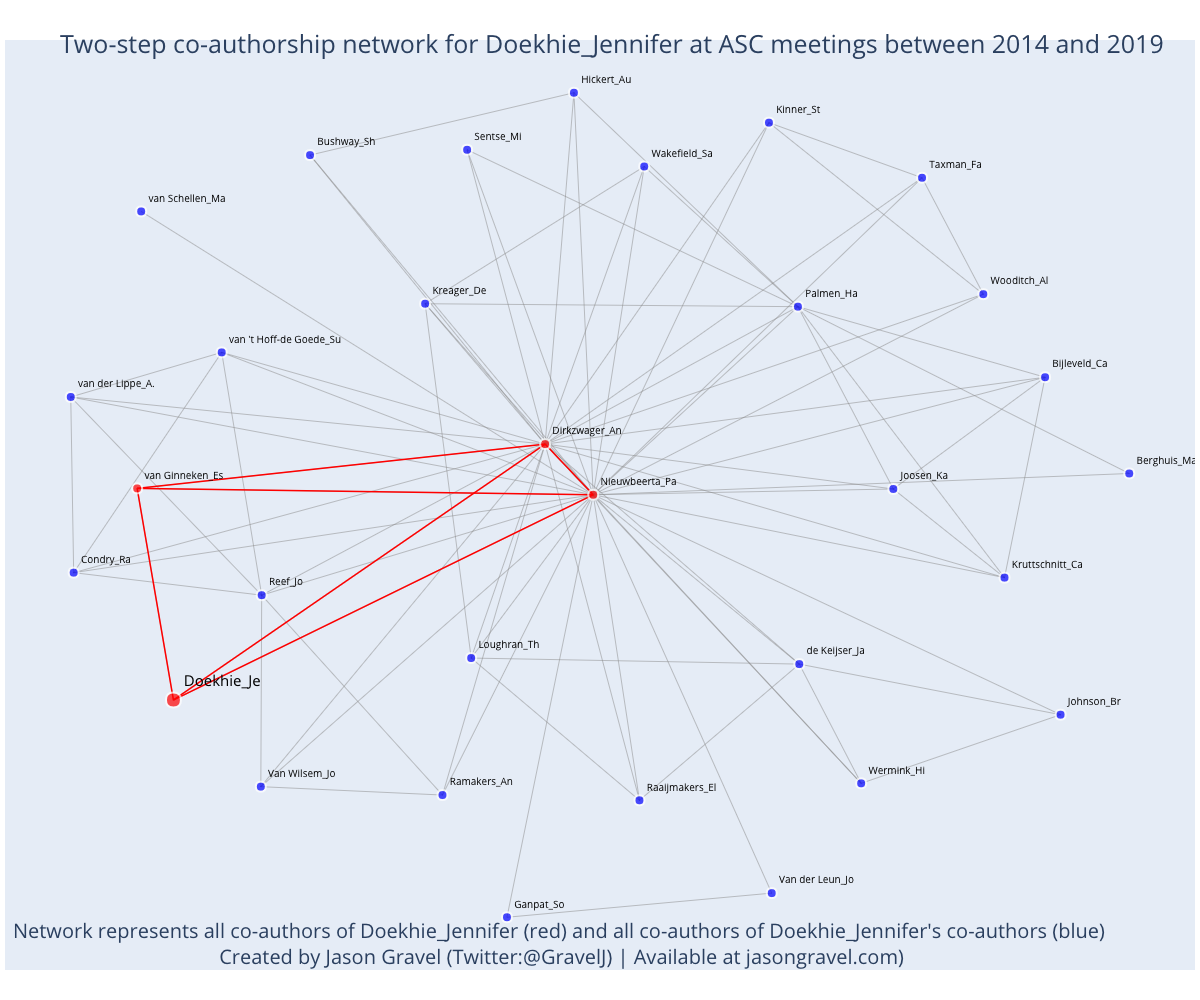 Two-step co-authorship network for Doekhie_Jennifer at ASC meetings between 2014 and 2019
Hickert_Au
Kinner_St
Sentse_Mi
Bushway_Sh
Wakefield_Sa
Taxman_Fa
van Schellen_Ma
Wooditch_Al
Kreager_De
Palmen_Ha
van 't Hoff-de Goede_Su
Bijleveld_Ca
van der Lippe_A.
Dirkzwager_An
Berghuis_Ma
van Ginneken_Es
Joosen_Ka
Nieuwbeerta_Pa
Condry_Ra
Kruttschnitt_Ca
Reef_Jo
Loughran_Th
de Keijser_Ja
Doekhie_Je
Johnson_Br
Wermink_Hi
Van Wilsem_Jo
Ramakers_An
Raaijmakers_El
Van der Leun_Jo
Ganpat_So
Network represents all co-authors of Doekhie_Jennifer (red) and all co-authors of Doekhie_Jennifer's co-authors (blue)
Created by Jason Gravel (Twitter:@GravelJ) | Available at jasongravel.com)